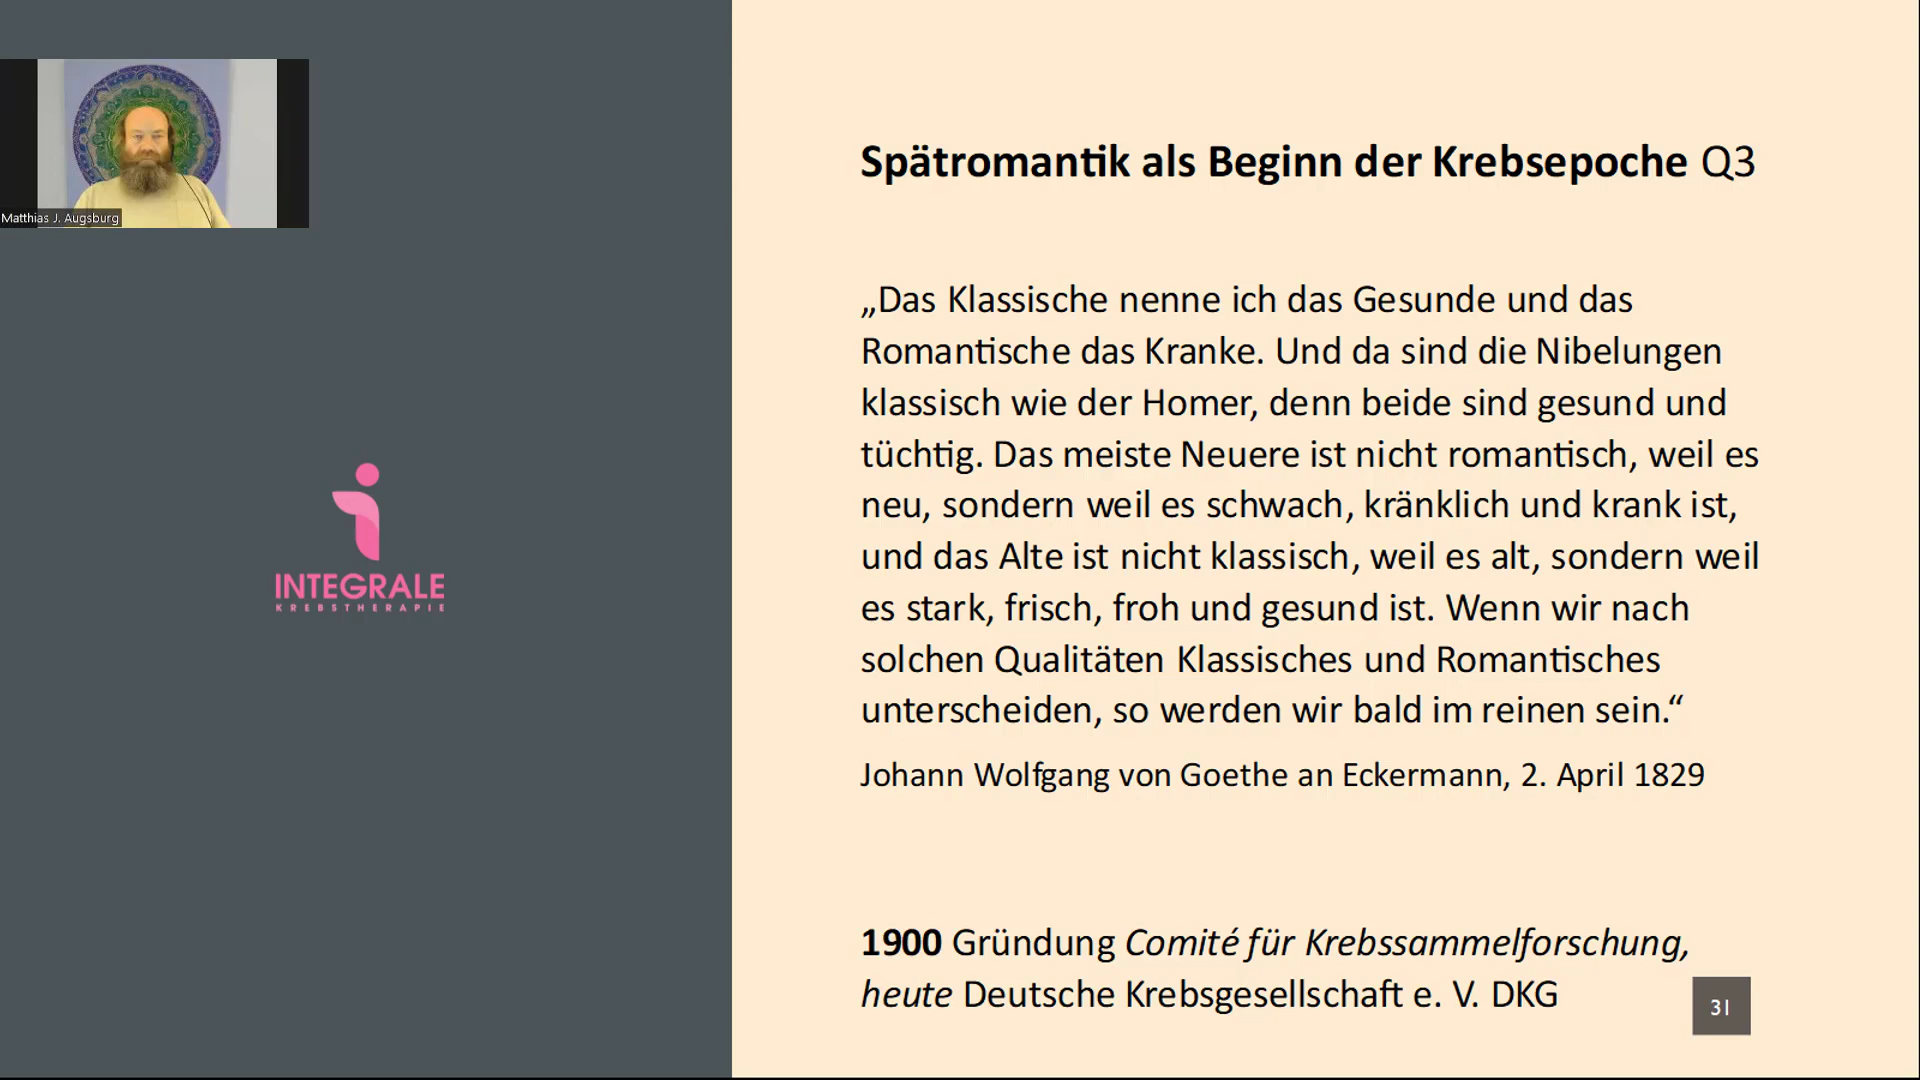 Matthias J. Augsburg
INTEGRALE
KREBSTHERAPIE
Spätromantik als Beginn der Krebsepoche Q3
„Das Klassische nenne ich das Gesunde und das
Romantische das Kranke. Und da sind die Nibelungen
klassisch wie der Homer, denn beide sind gesund und
tüchtig. Das meiste Neuere ist nicht romantisch, weil es
neu, sondern weil es schwach, kränklich und krank ist,
und das Alte ist nicht klassisch, weil es alt, sondern weil
es stark, frisch, froh und gesund ist. Wenn wir nach
solchen Qualitäten Klassisches und Romantisches
unterscheiden, so werden wir bald im reinen sein.“
Johann Wolfgang von Goethe an Eckermann, 2. April 1829
1900 Gründung Comité für Krebssammelforschung,
heute Deutsche Krebsgesellschaft e. V. DKG
31